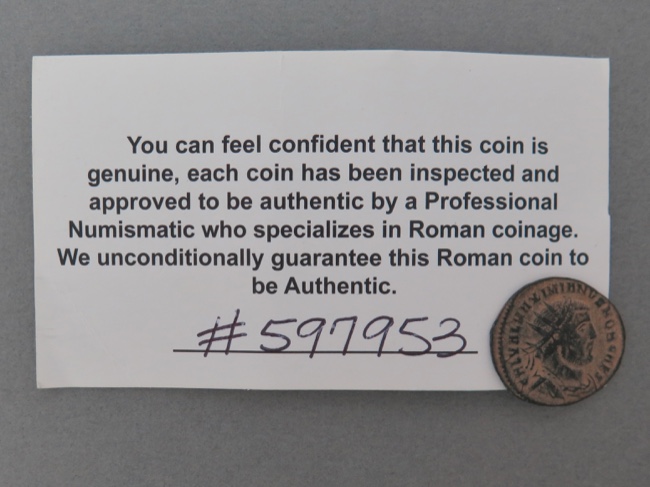 You can feel confident that this coin is
genuine, each coin has been inspected and
approved to be authentic by a Professional
Numismatic who specializes in Roman coinage.
We unconditionally guarantee this Roman coin to
be Authentic.
#597953